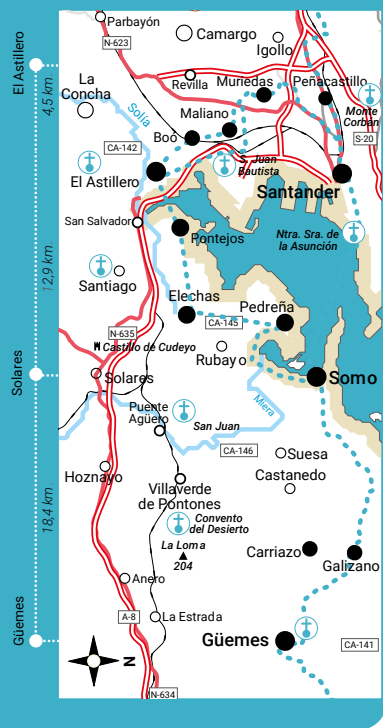 El Astillero
4,5 km.
12,9 km.
Solares
18,4 km.
Güemes
Parbayón
N-623
Camargo
Igollo
La
Concha
Revilla
Muriedas
Peñacastillo
Monte
Corbán
Solía
Maliano
Boo
S-20
CA-142
S. Juan
Bautista
El Astillero
Santander
San Salvador
Pontejos
Ntra. Sra. de
la Asunción
Santiago
Elechas
Pedreña
CA-145
N-635
Castillo de Cudeyo
Rubayo
Solares
Somo
Puente
Agüero
San Juan
Miera
CA-146
Suesa
Hoznayo
Castanedo
Villaverde
de Pontones
Convento
del Desierto
La Loma
204
Carriazo
Galizano
Anero
A-8
La Estrada
Güemes
CA-141
N
N-634